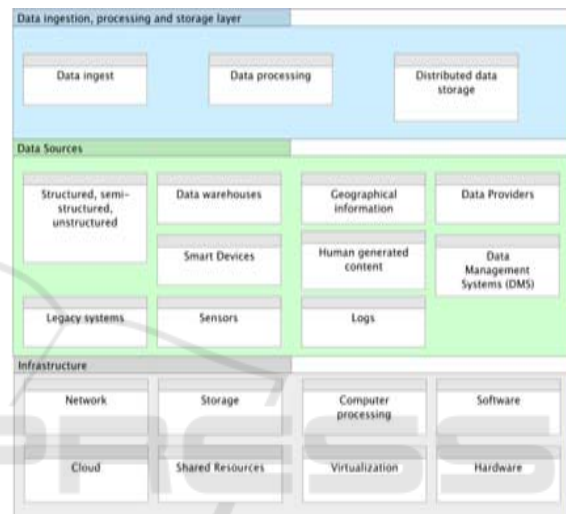 Data ingestion, processing and storage layer
Data ingest
Data processing
Distributed data
storage
Data Sources
Structured, semi-
structured,
unstructured
Data warehouses
Geographical
information
Data Providers
Smart Devices
Human generated
content
Data
Management
Systems (DMS)
Legacy systems
Sensors
Logs
Infrastructure
Network
Storage
Computer
processing
Software
Cloud
Shared Resources
Virtualization
Hardware
PRESS